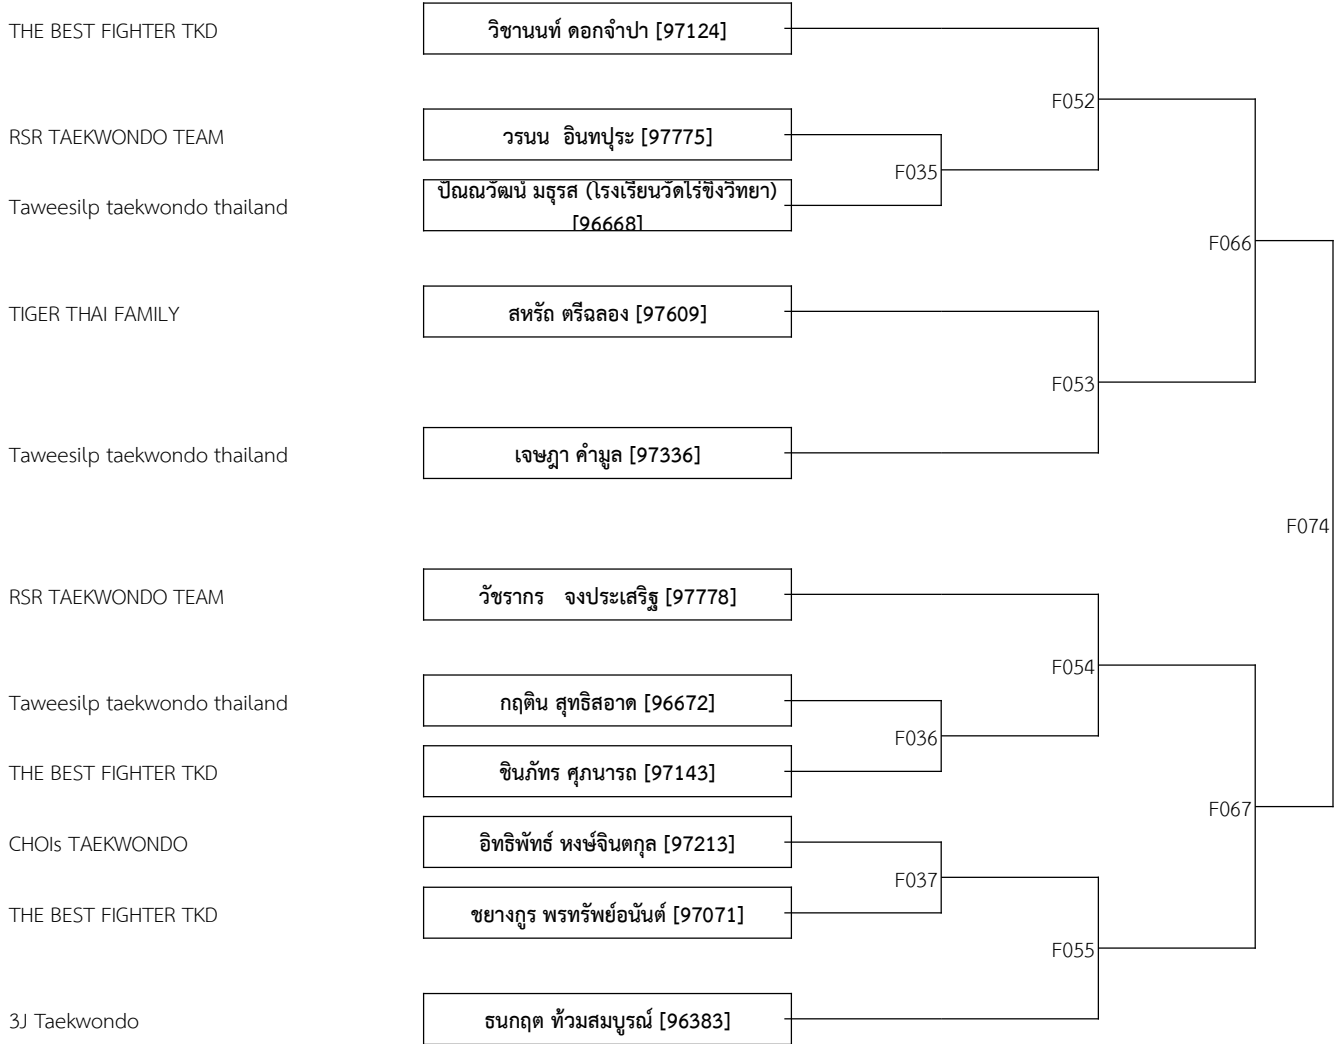 THE BEST FIGHTER TKD
วิชานนท์ ดอกจำปา [97124]
F052
RSR TAEKWONDO TEAM
วรนน  อินทปุระ [97775]
F035
Taweesilp taekwondo thailand
ปัณณวัฒน์ มธุรส (โรงเรียนวัดไร่ขิงวิทยา)
[96668]
F066
TIGER THAI FAMILY
สหรัถ ตรีฉลอง [97609]
F053
Taweesilp taekwondo thailand
เจษฎา คำมูล [97336]
F074
RSR TAEKWONDO TEAM
วัชรากร   จงประเสริฐ [97778]
F054
Taweesilp taekwondo thailand
กฤติน สุทธิสอาด [96672]
F036
THE BEST FIGHTER TKD
ชินภัทร ศุภนารถ [97143]
F067
CHOIs TAEKWONDO
อิทธิพัทธ์ หงษ์จินตกุล [97213]
F037
THE BEST FIGHTER TKD
ชยางกูร พรทรัพย์อนันต์ [97071]
F055
3J Taekwondo
ธนกฤต ท้วมสมบูรณ์ [96383]